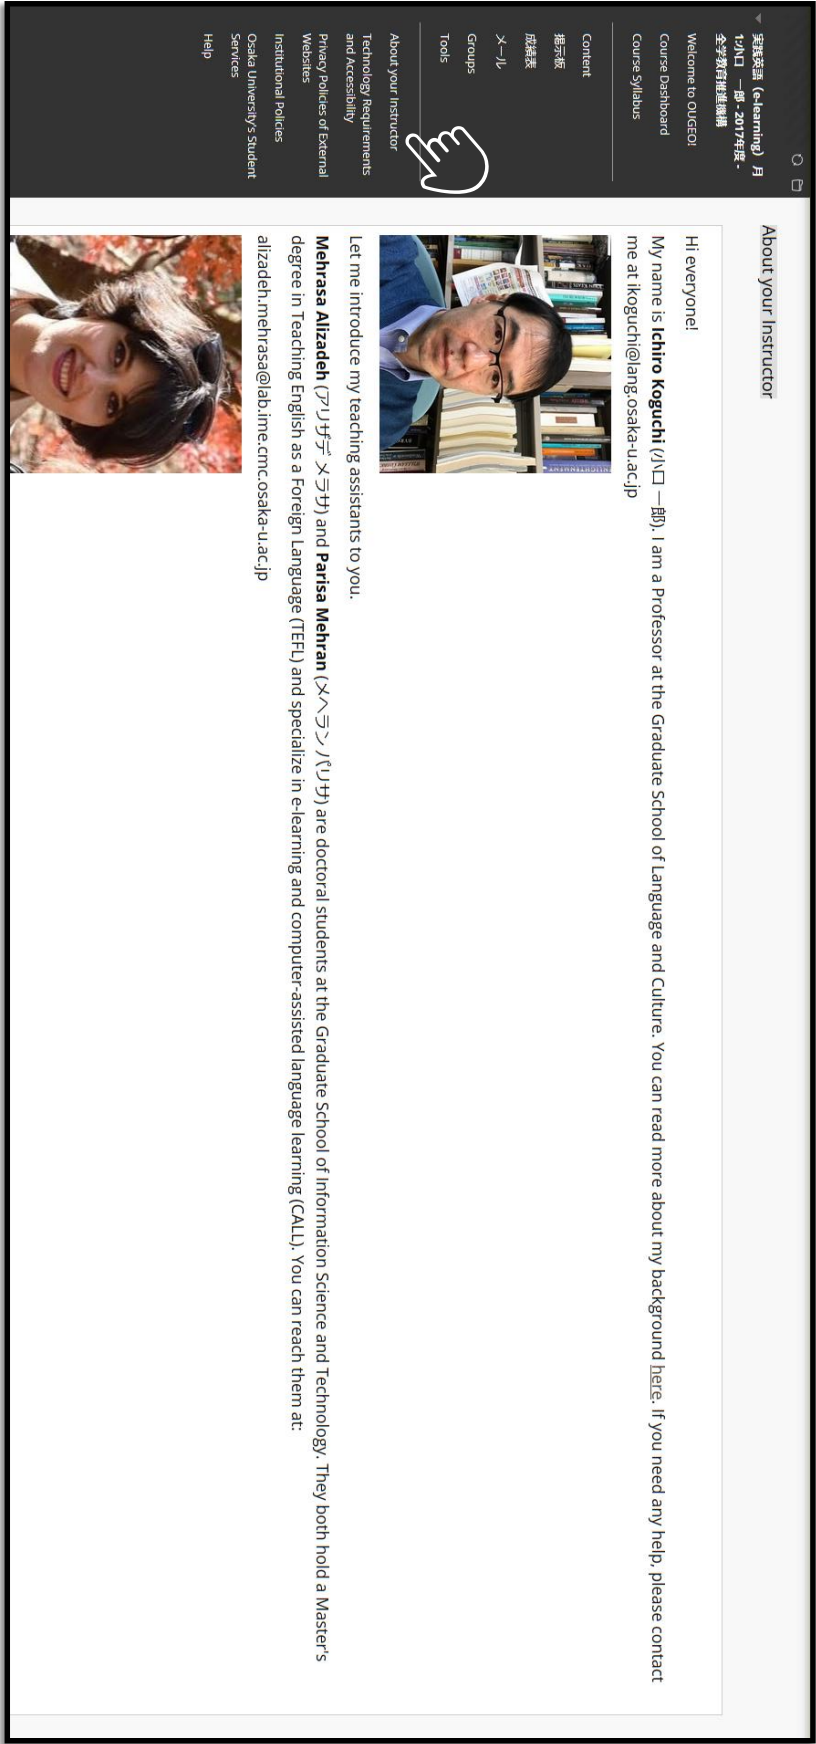 実践英語 (e-learning) 月
1:小口 一郎 - 2017年度 -
全学教育推進機構
Welcome to OUGEO!
Course Dashboard
Course Syllabus
Content
掲示板
成績表
メール
Groups
Tools
About your Instructor
Technology Requirements
and Accessibility
Privacy Policies of External
Websites
Institutional Policies
Osaka University's Student
Services
Help
About your Instructor
Hi everyone!
My name is Ichiro Koguchi (小口 一郎). I am a Professor at the Graduate School of Language and Culture. You can read more about my background here. If you need any help, please contact
me at ikoguchi@lang.osaka-u.ac.jp
Let me introduce my teaching assistants to you.
Mehrasa Alizadeh (アリザデ メラサ) and Parisa Mehran (メヘラン パリサ) are doctoral students at the Graduate School of Information Science and Technology. They both hold a Master's
degree in Teaching English as a Foreign Language (TEFL) and specialize in e-learning and computer-assisted language learning (CALL). You can reach them at:
alizadeh.mehrasa@lab.ime.cmc.osaka-u.ac.jp